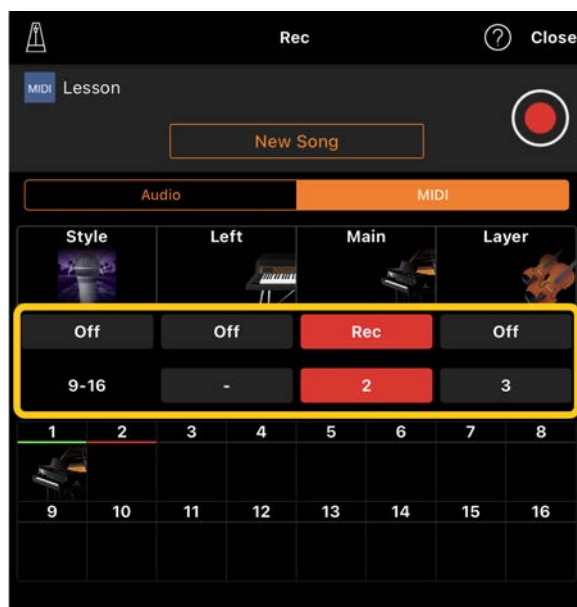 Rec
? Close
MIDI Lesson
New Song
Audio MIDI
Style Left Main Layer
Off Off Rec Off
9-16 - 2 3
1 2 3 4 5 6 7 8
9 10 11 12 13 14 15 16